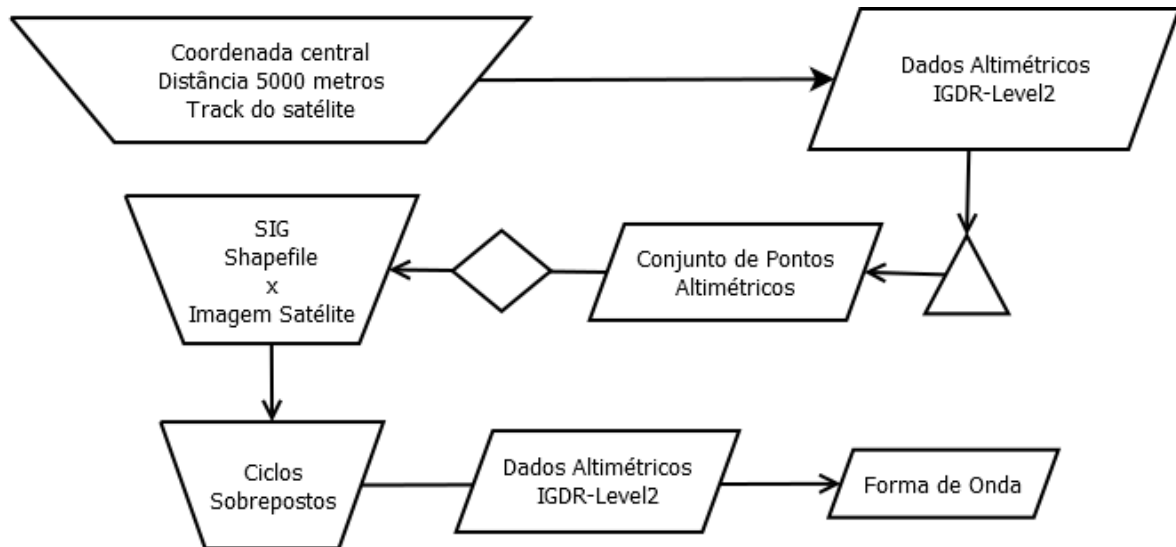 Coordenada central
Distância 5000 metros
Track do satélite
Dados Altimétricos
IGDR-Level2
SIG
Shapefile
x
Imagem Satélite
Conjunto de Pontos
Altimétricos
Ciclos
Sobrepostos
Dados Altimétricos
IGDR-Level2
Forma de Onda